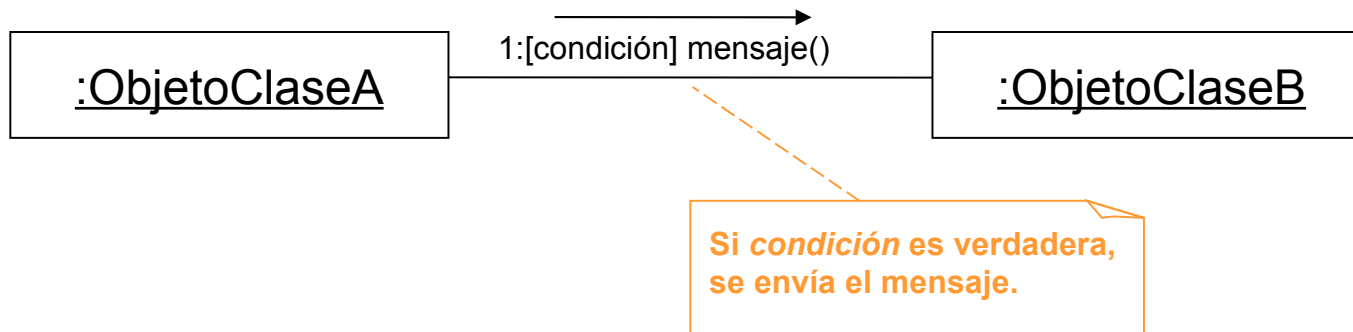 1:[condición] mensaje()
:ObjetoClaseA
:ObjetoClaseB
Si condición es verdadera,
se envía el mensaje.